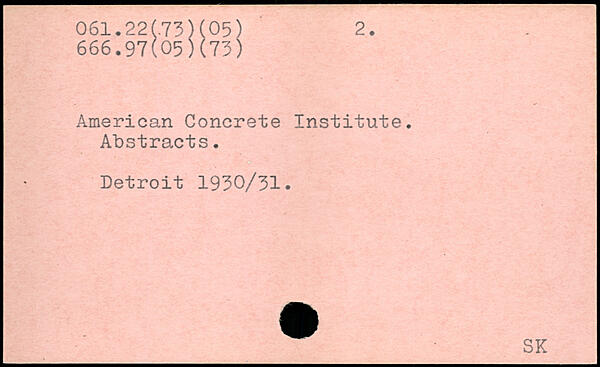 061.22(73)(05) 2.
666.97(05)(73)
American Concrete Institute.
Abstracts.
Detroit 1930/31.
SK